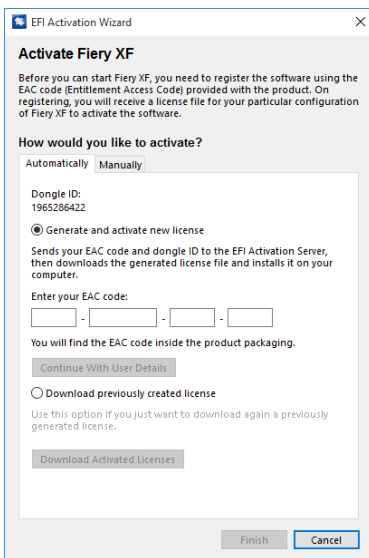 EFI Activation Wizard
Activate Fiery XF
Before you can start Fiery XF, you need to register the software using the
EAC code (Entitlement Access Code) provided with the product. On
registering, you will receive a license file for your particular configuration
of Fiery XF to activate the software.
How would you like to activate?
Automatically Manually
Dongle ID:
1965286422
Generate and activate new license
Sends your EAC code and dongle ID to the EFI Activation Server,
then downloads the generated license file and installs it on your
computer.
Enter your EAC code:
- - -
You will find the EAC code inside the product packaging.
Continue With User Details
Download previously created license
Use this option if you just want to download again a previously
generated license.
Download Activated Licenses
Finish Cancel